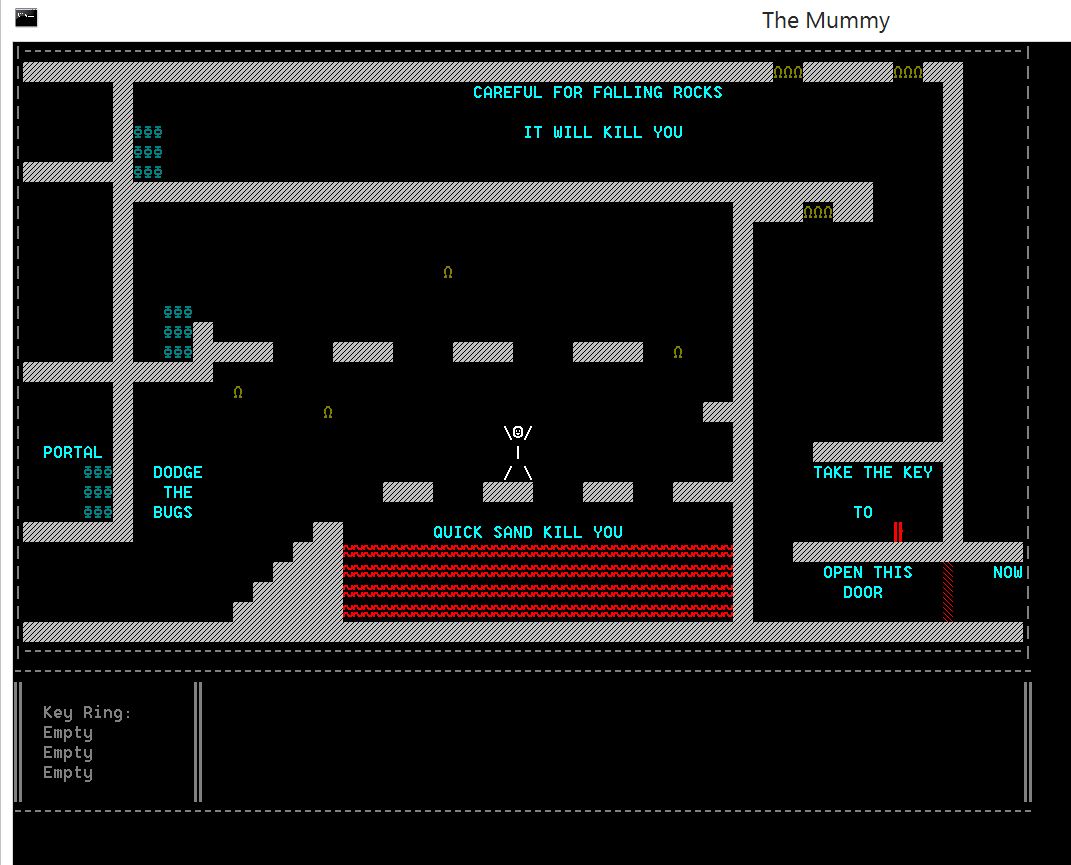 The Mummy
CAREFUL FOR FALLING ROCKS
IT WILL KILL YOU
PORTAL
DODGE
THE
BUGS
TAKE THE KEY
TO
QUICK SAND KILL YOU
OPEN THIS
DOOR
NOW
Key Ring:
Empty
Empty
Empty